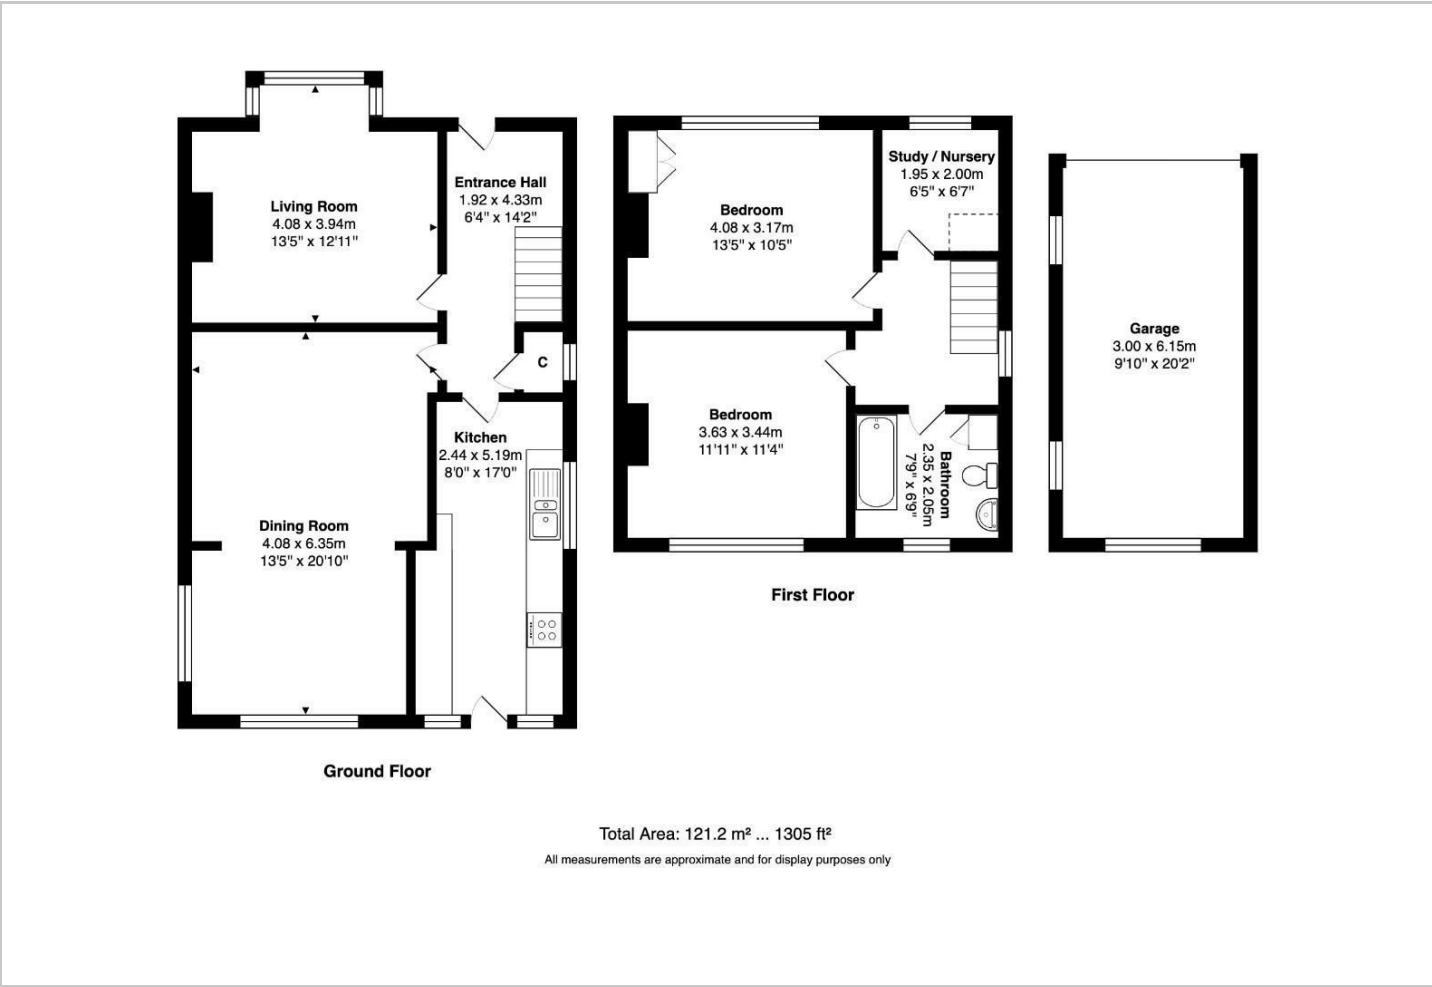 Living Room
4.08 x 3.94m
13'5" x 12'11"
Entrance Hall
1.92 x 4.33m
6'4" x 14'2"
C
Kitchen
2.44 x 5.19m
8'0" x 17'0"
Dining Room
4.08 x 6.35m
13'5" x 20'10"
Ground Floor
Bedroom
4.08 x 3.17m
13'5" x 10'5"
Study / Nursery
1.95 x 2.00m
6'5" x 6'7"
Bedroom
3.63 x 3.44m
11'11" x 11'4"
Bathroom
2.35 x 2.05m
7'9" x 6'9"
First Floor
Garage
3.00 x 6.15m
9'10" x 20'2"
Total Area: 121.2 m² ... 1305 ft²
All measurements are approximate and for display purposes only